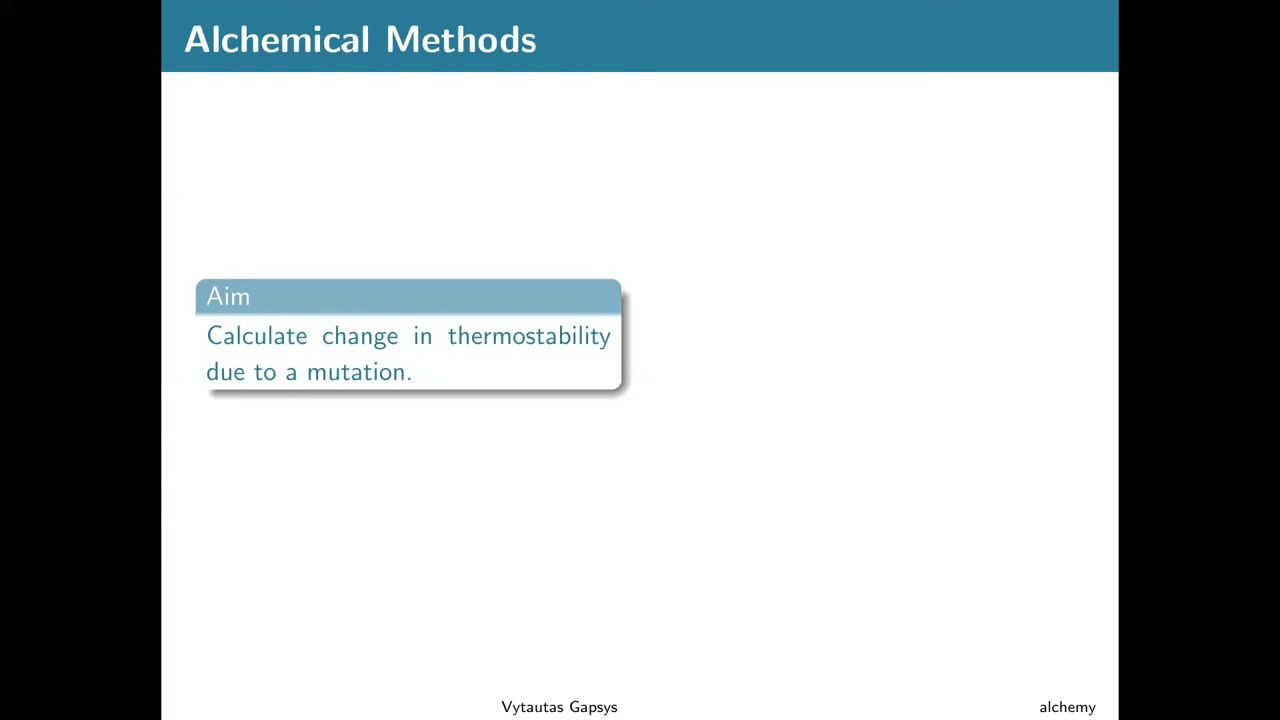 Alchemical Methods
Aim
Calculate change in thermostability
due to a mutation.
Vytautas Gapsys
alchemy